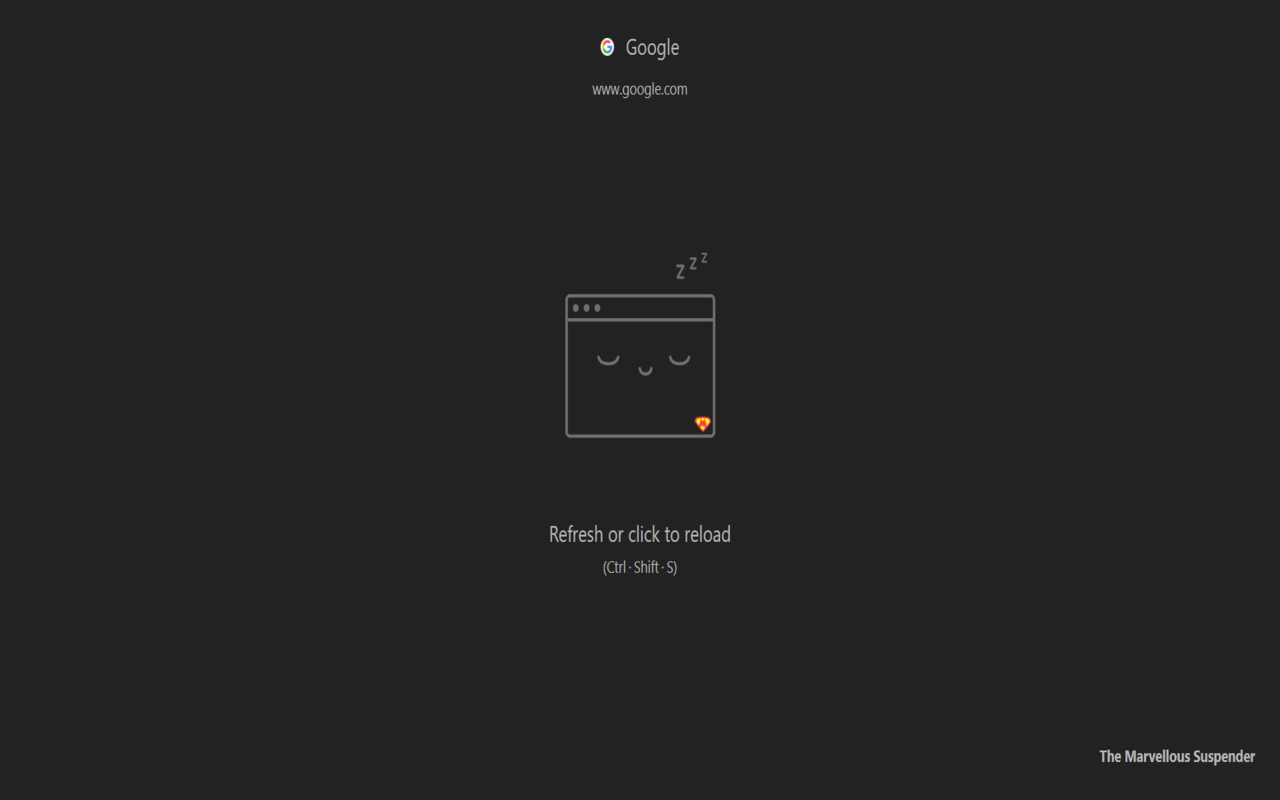 Google
www.google.com
z z z
Refresh or click to reload
(Ctrl · Shift · S)
The Marvellous Suspender